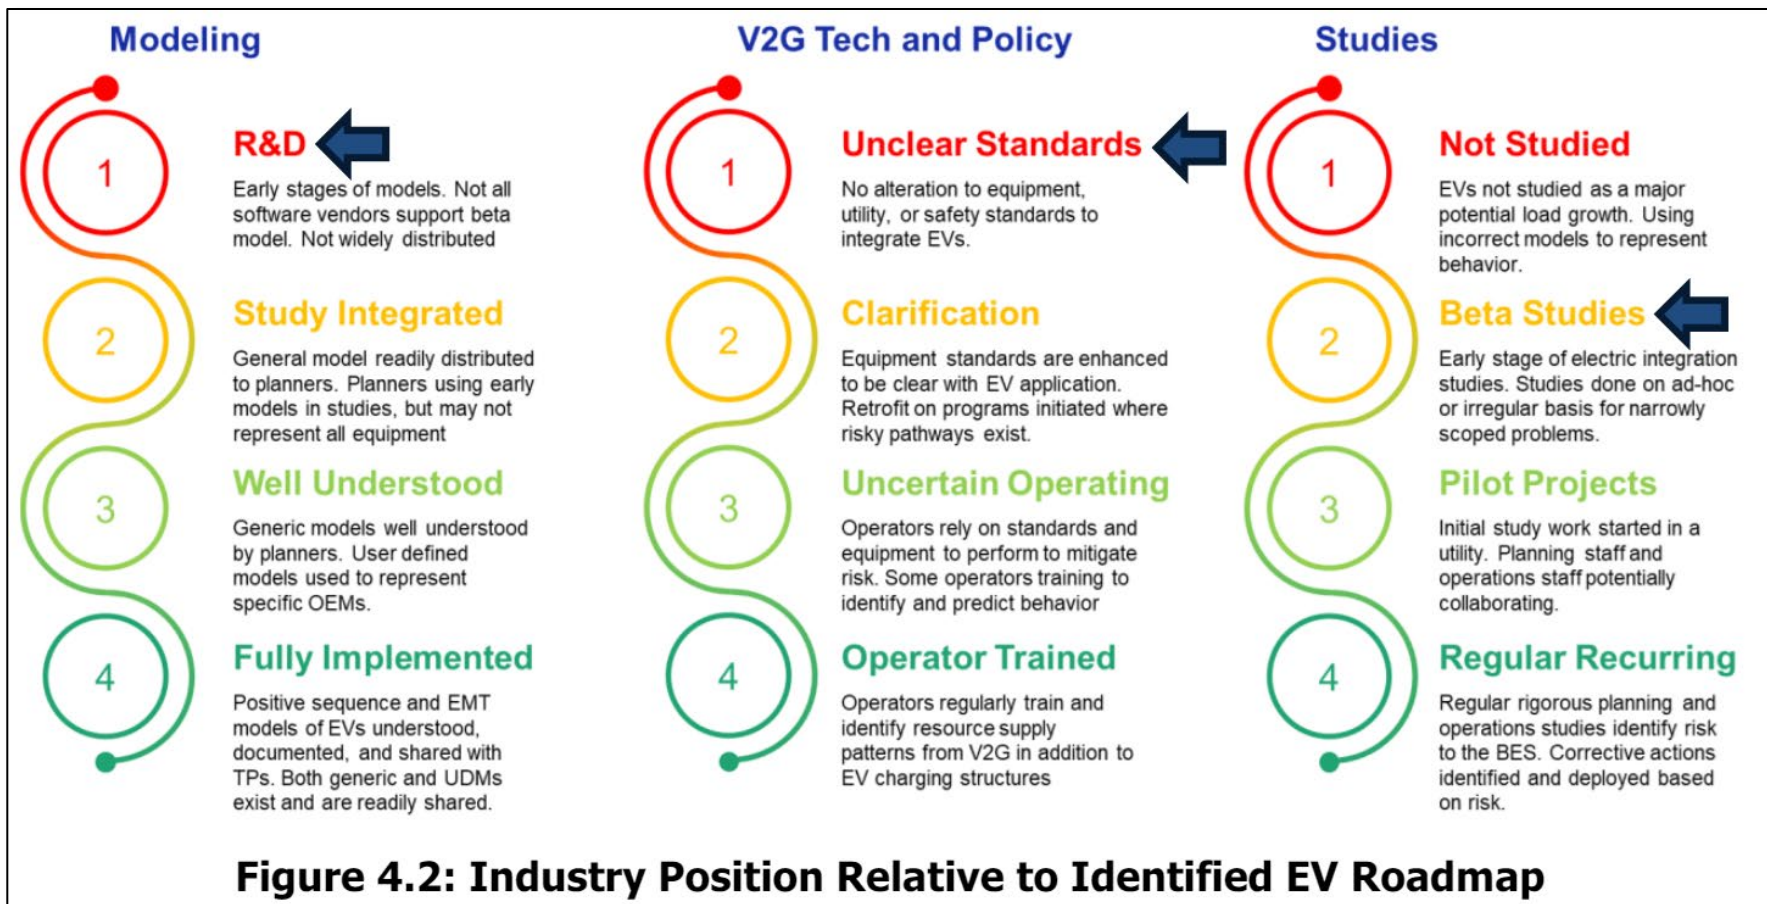 Modeling
1
R&D
Early stages of models. Not all
software vendors support beta
model. Not widely distributed
2
Study Integrated
General model readily distributed
to planners. Planners using early
models in studies, but may not
represent all equipment
3
Well Understood
Generic models well understood
by planners. User defined
models used to represent
specific OEMs.
4
Fully Implemented
Positive sequence and EMT
models of EVs understood,
documented, and shared with
TPs. Both generic and UDMs
exist and are readily shared.
V2G Tech and Policy
1
Unclear Standards
No alteration to equipment,
utility, or safety standards to
integrate EVs.
2
Clarification
Equipment standards are enhanced
to be clear with EV application.
Retrofit on programs initiated where
risky pathways exist.
3
Uncertain Operating
Operators rely on standards and
equipment to perform to mitigate
risk. Some operators training to
identify and predict behavior
4
Operator Trained
Operators regularly train and
identify resource supply
patterns from V2G in addition to
EV charging structures
Studies
1
Not Studied
EVs not studied as a major
potential load growth. Using
incorrect models to represent
behavior.
2
Beta Studies
Early stage of electric integration
studies. Studies done on ad-hoc
or irregular basis for narrowly
scoped problems.
3
Pilot Projects
Initial study work started in a
utility. Planning staff and
operations staff potentially
collaborating.
4
Regular Recurring
Regular rigorous planning and
operations studies identify risk
to the BES. Corrective actions
identified and deployed based
on risk.
Figure 4.2: Industry Position Relative to Identified EV Roadmap